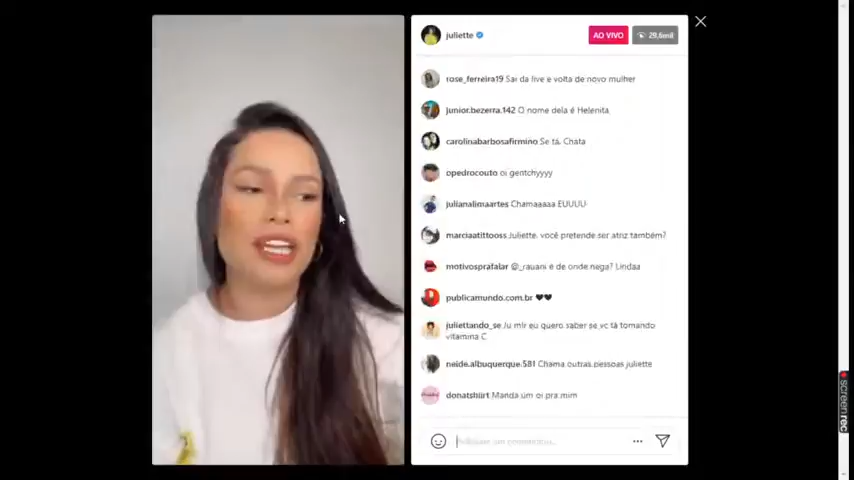 juliette
AO VIVO
29,6mil
rose_ferreira19 Sai da live e volta de novo mulher
junior.bezerra.142 O nome dela é Helenita
carolinabarbosafirmino Se tá. Chata
opedrocouto oi gentchyyyy
julianalimaartes Chamaaaaa EUUUU
marciaatittooss Juliette, você pretende ser atriz também?
motivosprafalar @_rauani é de onde nega? Lindaa
publicamundo.com.br ♥♥
juliettando_se Ju mlr eu quero saber se vc tá tomando
vitamina C
neide.albuquerque.581 Chama outras pessoas juliette
donatshirt Manda um oi pra mim
um comentário...
screenrec